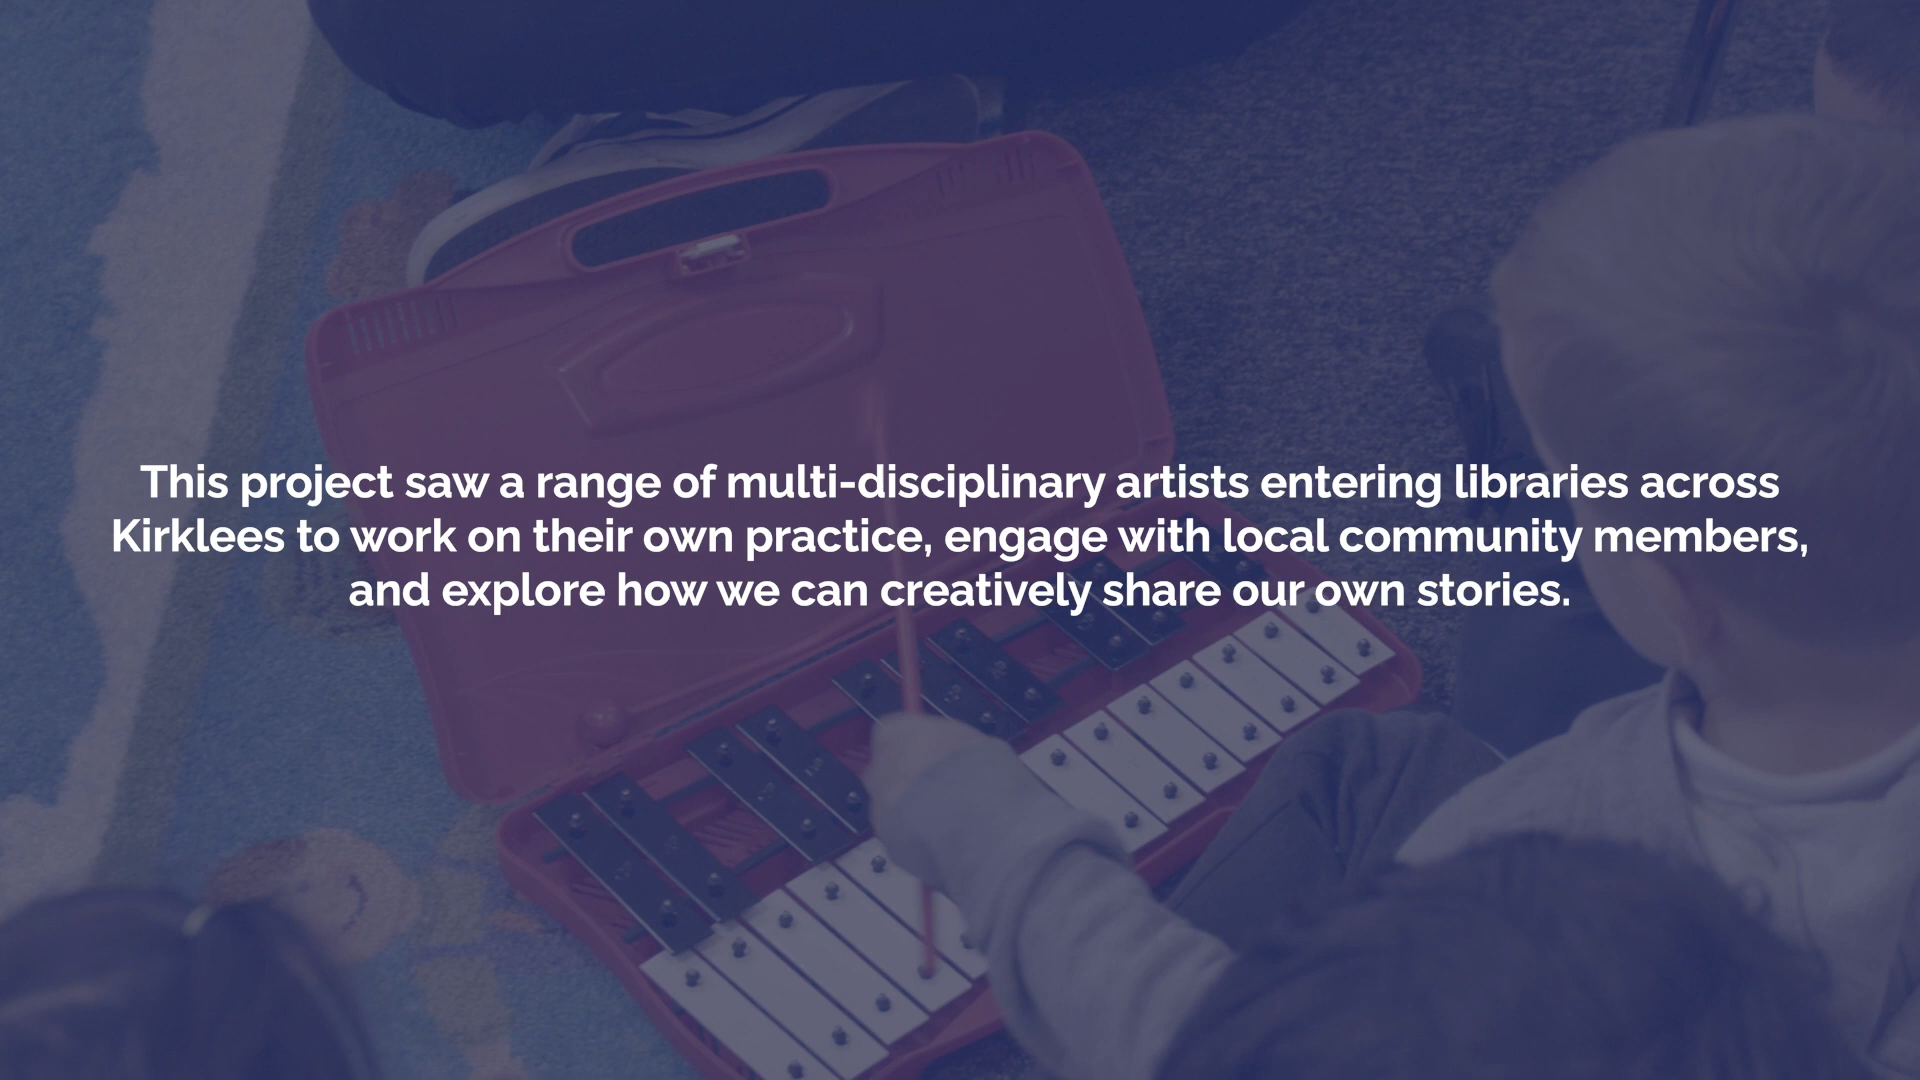 This project saw a range of multi-disciplinary artists entering libraries across
Kirklees to work on their own practice, engage with local community members,
and explore how we can creatively share our own stories.